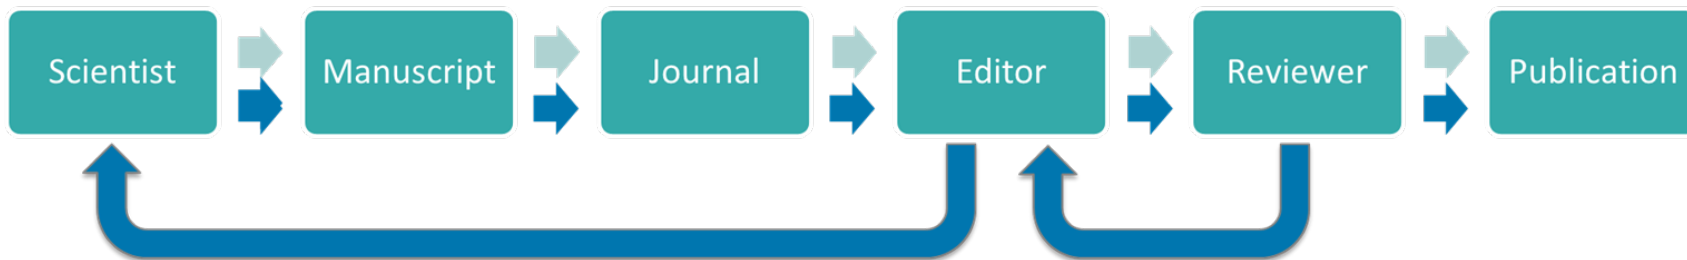 Scientist
Manuscript
Journal
Editor
Reviewer
Publication